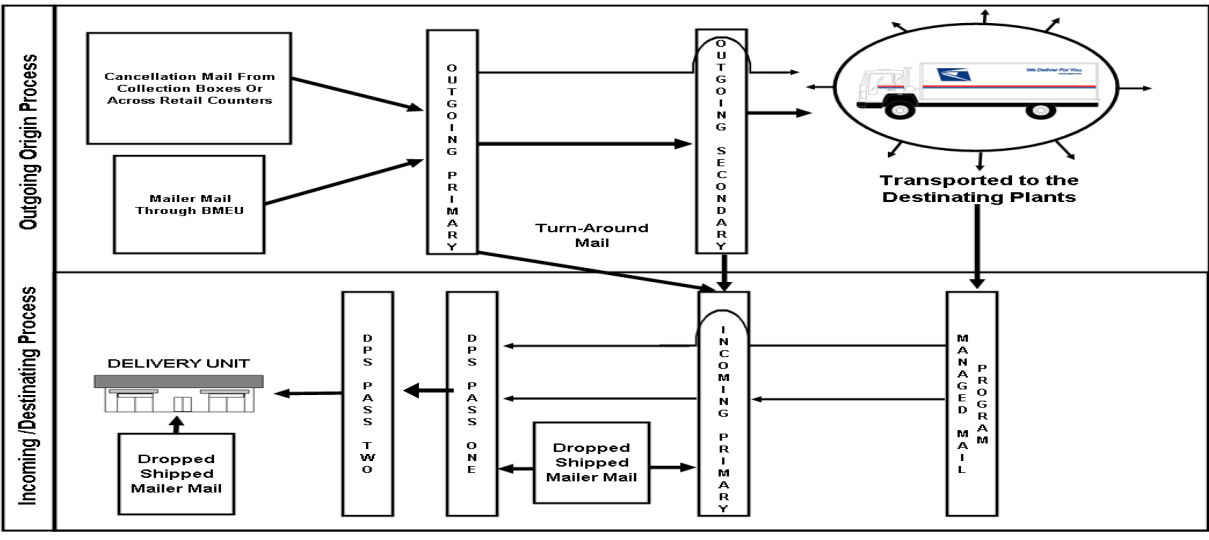 Outgoing Origin Process
Cancellation Mail From
Collection Boxes Or
Across Retail Counters
Mailer Mail
Through BMEU
OUTGOING PRIMARY
OUTGOING SECONDARY
We Deliver For You.
Transported to the
Destinating Plants
Turn-Around
Mail
Incoming /Destinating Process
DELIVERY UNIT
Dropped
Shipped
Mailer Mail
DPS PASS TWO
DPS PASS ONE
Dropped
Shipped
Mailer Mail
INCOMING PRIMARY
MANAGED MAIL
PROGRAM